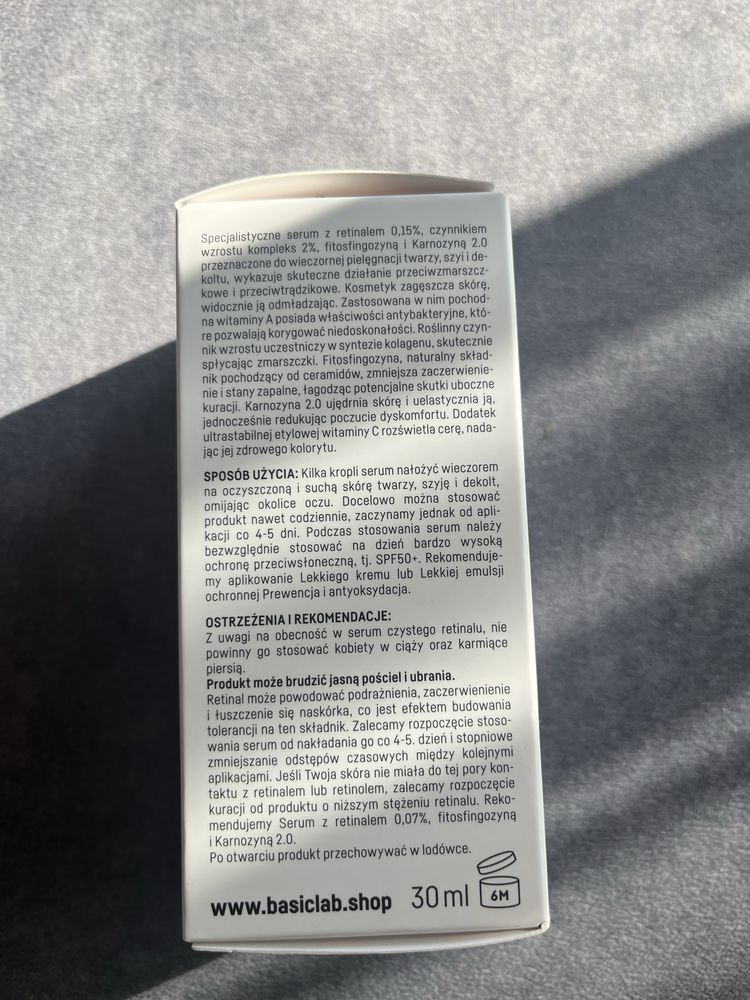 Specjalistyczne serum z retinalem 0,15%, czynnikiem
wzrostu kompleks 2%, fitosfingozyną i Karnozyną 2.0
przeznaczone do wieczornej pielęgnacji twarzy, szyi i de-
koltu, wykazuje skuteczne działanie przeciwzmarszcz-
kowe i przeciwtrądzikowe. Kosmetyk zagęszcza skórę,
widocznie ją odmładzając. Zastosowana w nim pochod-
na witaminy A posiada właściwości antybakteryjne, któ-
re pozwalają korygować niedoskonałości. Roślinny czyn-
nik wzrostu uczestniczy w syntezie kolagenu, skutecznie
spłycając zmarszczki. Fitosfingozyna, naturalny skład-
nik pochodzący od ceramidów, zmniejsza zaczerwienie-
nie i stany zapalne, łagodząc potencjalne skutki uboczne
kuracji. Karnozyna 2.0 ujędrnia skórę i uelastycznia ją,
jednocześnie redukując poczucie dyskomfortu. Dodatek
ultrastabilnej etylowej witaminy C rozświetla cerę, nada-
jąc jej zdrowego kolorytu.
SPOSÓB UŻYCIA: Kilka kropli serum nałożyć wieczorem
na oczyszczoną i suchą skórę twarzy, szyję i dekolt,
omijając okolice oczu. Docelowo można stosować
produkt nawet codziennie, zaczynamy jednak od apli-
kacji co 4-5 dni. Podczas stosowania serum należy
bezwzględnie stosować na dzień bardzo wysoką
ochronę przeciwsłoneczną, tj. SPF50+. Rekomenduje-
my aplikowanie Lekkiego kremu lub Lekkiej emulsji
ochronnej Prewencja i antyoksydacja.
OSTRZEŻENIA I REKOMENDACJE:
Z uwagi na obecność w serum czystego retinalu, nie
powinny go stosować kobiety w ciąży oraz karmiące
piersią.
Produkt może brudzić jasną pościel i ubrania.
Retinal może powodować podrażnienia, zaczerwienienie
i łuszczenie się naskórka, co jest efektem budowania
tolerancji na ten składnik. Zalecamy rozpoczęcie stoso-
wania serum od nakładania go co 4-5. dzień i stopniowe
zmniejszanie odstępów czasowych między kolejnymi
aplikacjami. Jeśli Twoja skóra nie miała do tej pory kon-
taktu z retinalem lub retinolem, zalecamy rozpoczęcie
kuracji od produktu o niższym stężeniu retinalu. Reko-
mendujemy Serum z retinalem 0,07%, fitosfingozyną
i Karnozyną 2.0.
Po otwarciu produkt przechowywać w lodówce.
www.basiclab.shop 30 ml 6M